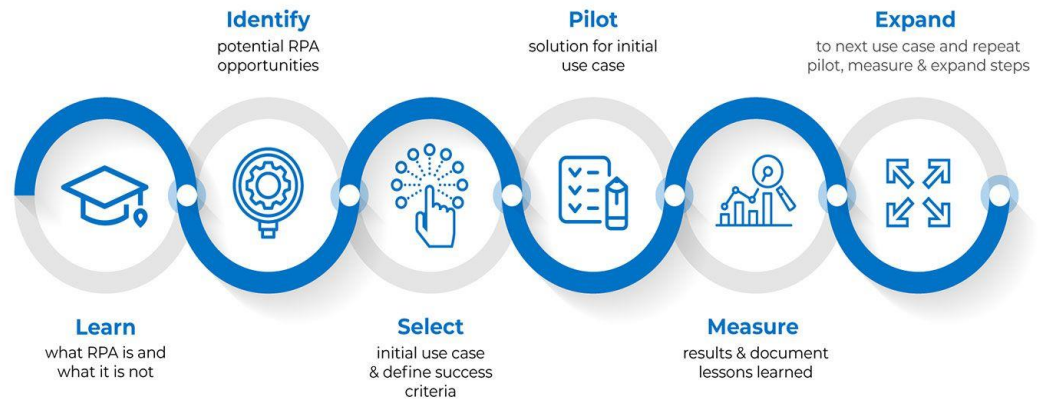 Learn
what RPA is and
what it is not
Identify
potential RPA
opportunities
Select
initial use case
& define success
criteria
Pilot
solution for initial
use case
Measure
results & document
lessons learned
Expand
to next use case and repeat
pilot, measure & expand steps